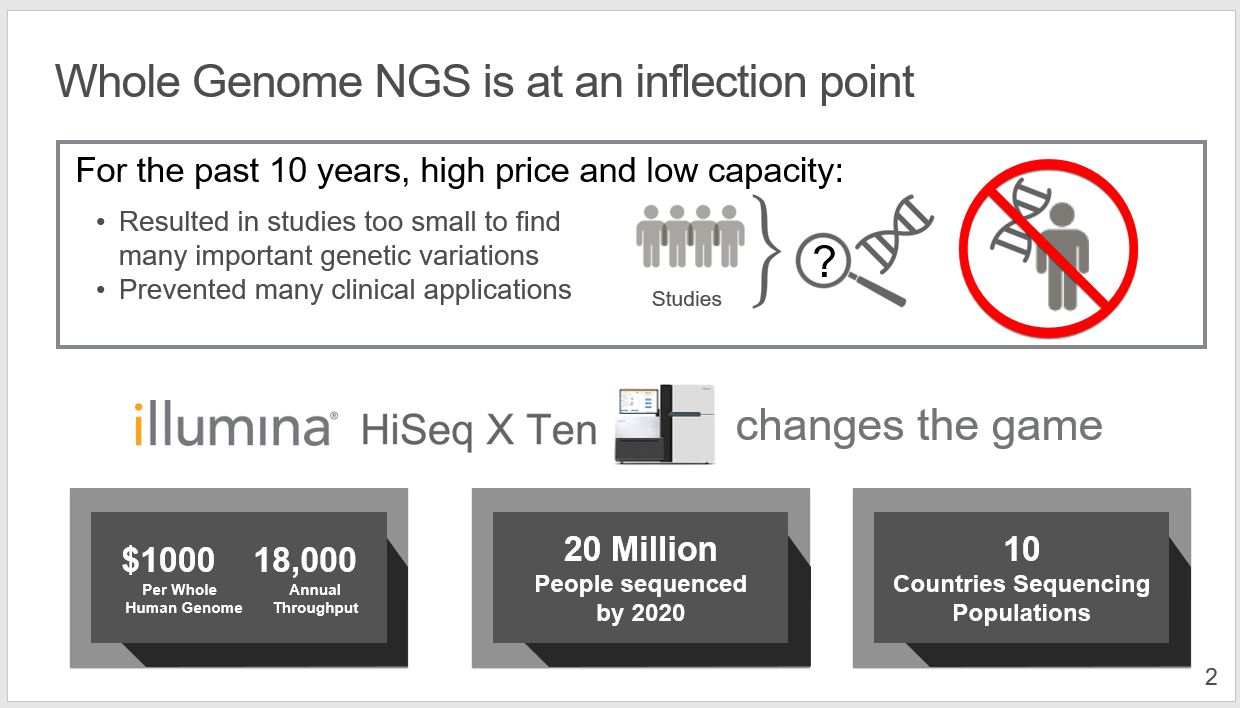 Whole Genome NGS is at an inflection point
For the past 10 years, high price and low capacity:
• Resulted in studies too small to find
many important genetic variations
• Prevented many clinical applications
Studies
?
illumina® HiSeq X Ten changes the game
$1000 18,000
Per Whole Annual
Human Genome Throughput
20 Million
People sequenced
by 2020
10
Countries Sequencing
Populations
2